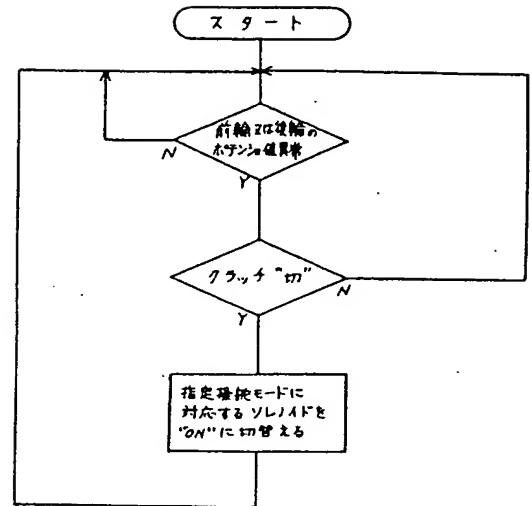 スタート
前輪又は後輪の
ポテンショ値異常
N
Y
クラッチ "切"
N
Y
指定操舵モードに
対応するソレノイドを
"ON"に切替える